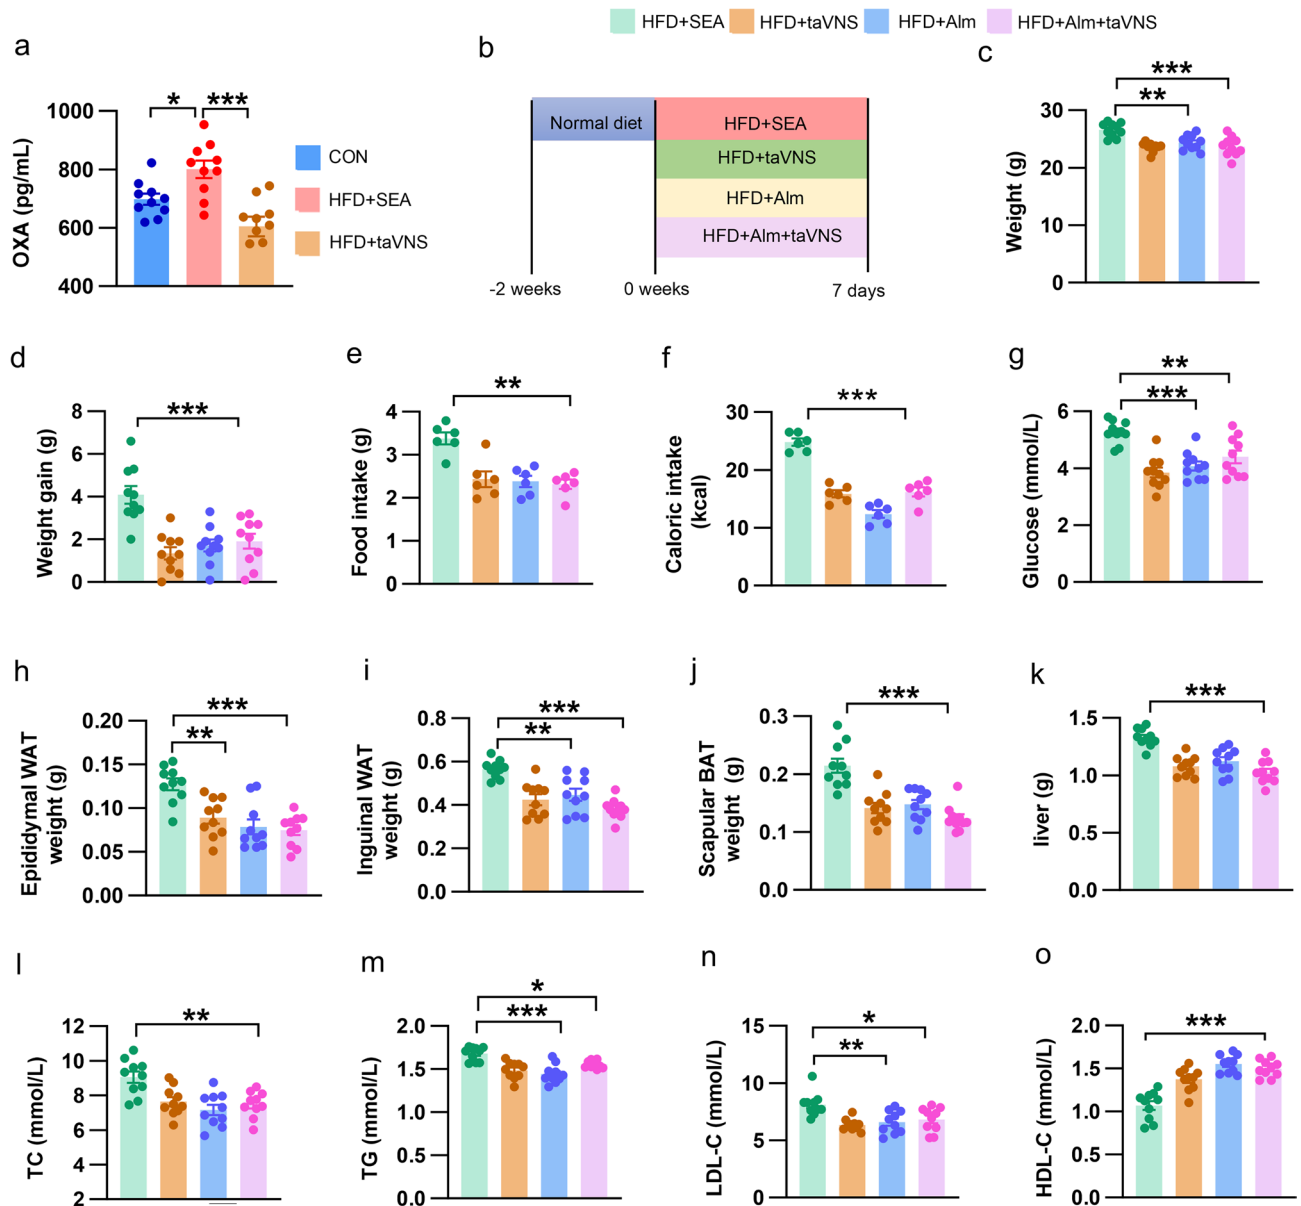 HFD+SEA HFD+taVNS HFD+Alm HFD+Alm+taVNS
a
OXA (pg/mL)
1000
800
600
400
* ***
CON
HFD+SEA
HFD+taVNS
b
Normal diet
HFD+SEA
HFD+taVNS
HFD+Alm
HFD+Alm+taVNS
-2 weeks 0 weeks 7 days
c
Weight (g)
30
20
10
0
***
**
d
Weight gain (g)
8
6
4
2
0
***
e
Food intake (g)
4
3
2
1
0
**
f
Caloric intake
(kcal)
30
20
10
0
***
g
Glucose (mmol/L)
6
4
2
0
**
***
h
Epididymal WAT
weight (g)
0.20
0.15
0.10
0.05
0.00
***
**
i
Inguinal WAT
weight (g)
0.8
0.6
0.4
0.2
0.0
***
**
j
Scapular BAT
weight (g)
0.3
0.2
0.1
0.0
***
k
liver (g)
1.5
1.0
0.5
0.0
***
l
TC (mmol/L)
12
10
8
6
4
2
**
m
TG (mmol/L)
2.0
1.5
1.0
0.5
0.0
*
***
n
LDL-C (mmol/L)
15
10
5
0
*
**
o
HDL-C (mmol/L)
2.0
1.5
1.0
0.5
0.0
***